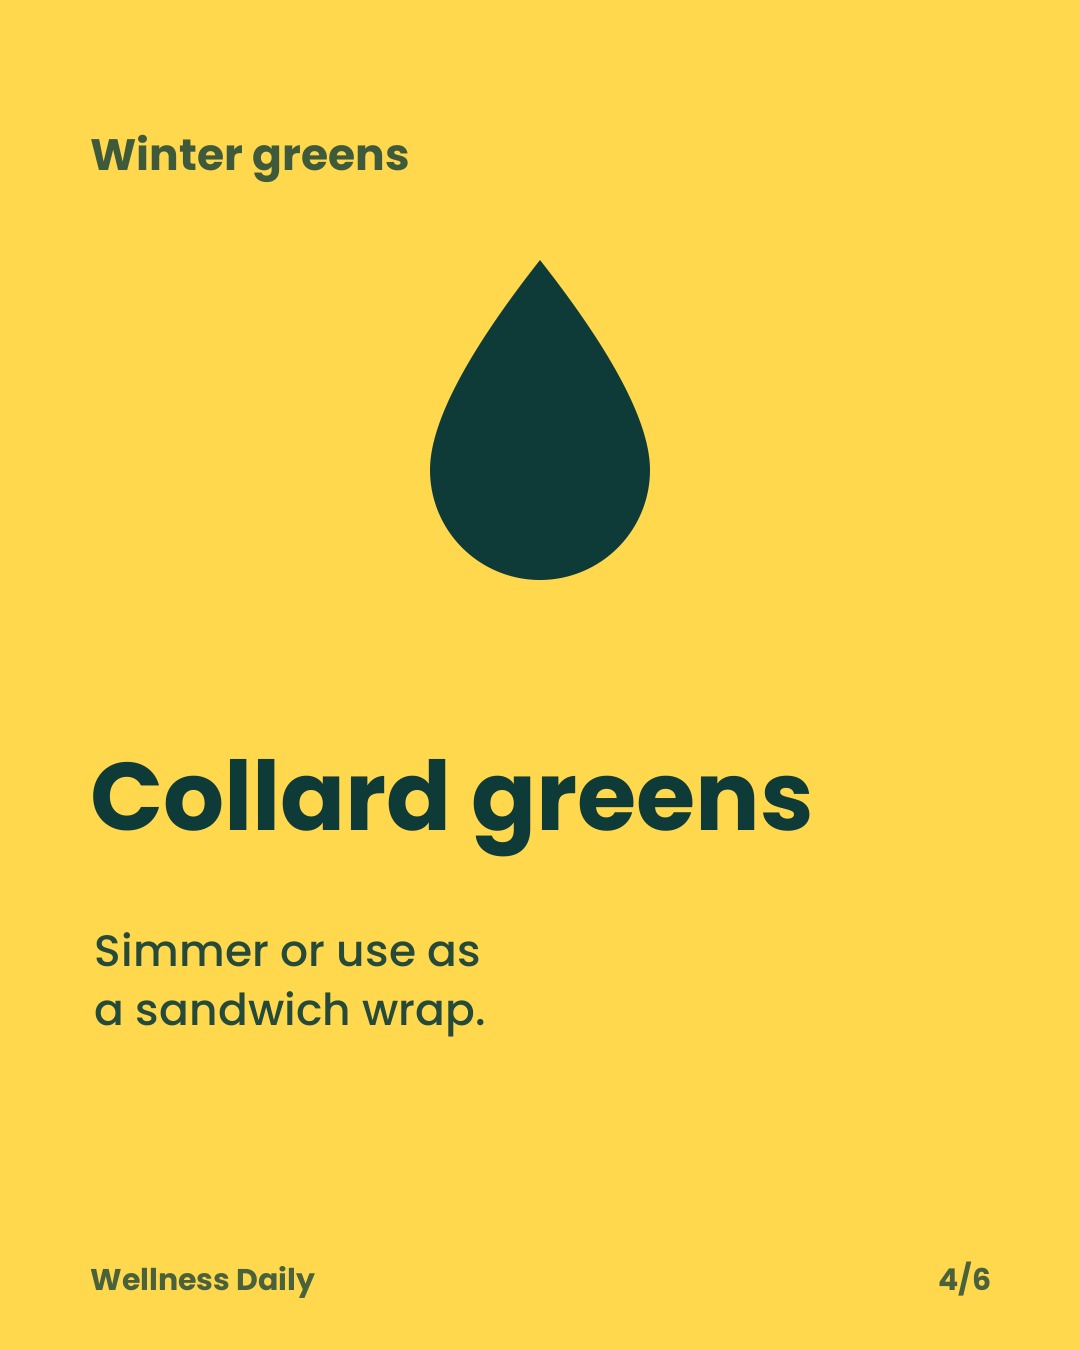 Winter greens
Collard greens
Simmer or use as
a sandwich wrap.
Wellness Daily
4/6